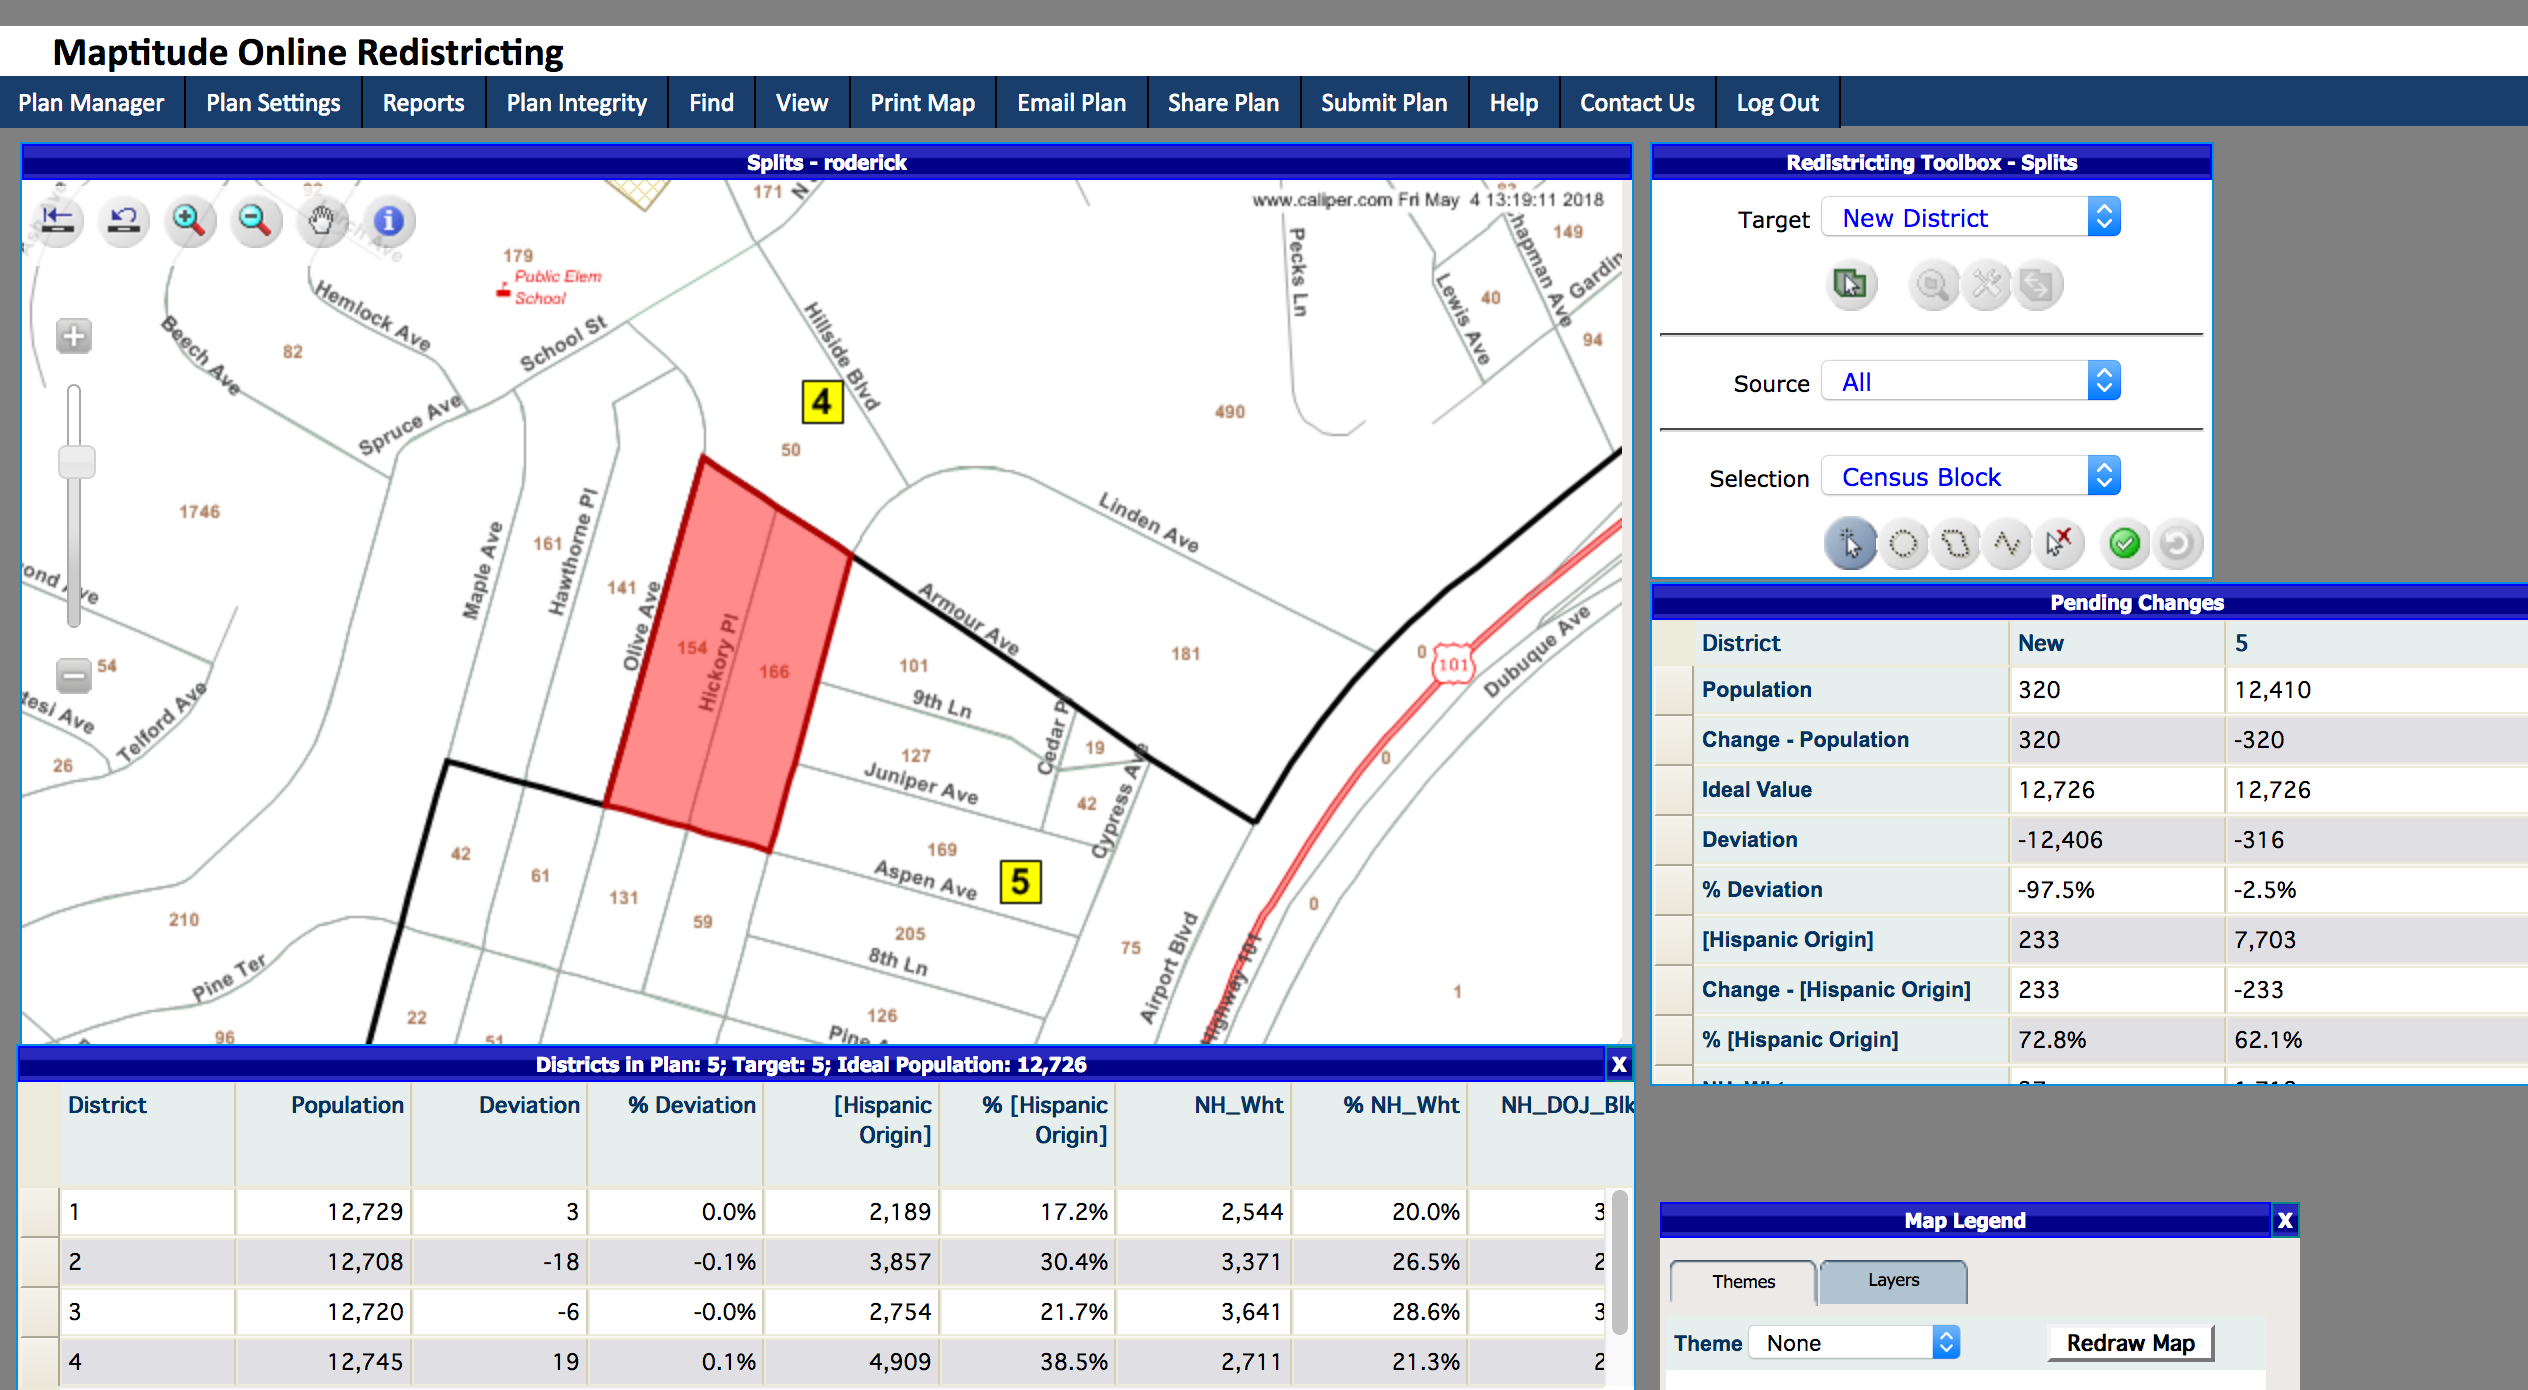 Maptitude Online Redistricting
Plan Manager
Plan Settings
Reports
Plan Integrity
Find
View
Print Map
Email Plan
Share Plan
Submit Plan
Help
Contact Us
Log Out
Splits - roderick
www.caliper.com Fri May 4 13:19:11 2018
171
179
Public Elem
School
Hemlock Ave
Beech Ave
82
School St
Spruce Ave
Hillside Blvd
4
50
Pecks Ln
Lewis Ave
40
149
94
490
1746
161
Maple Ave
Hawthorne Pl
141
Olive Ave
154
Hickory Pl
166
Linden Ave
Armour Ave
181
101
9th Ln
Cedar P
19
127
Juniper Ave
42
Cypress Ave
54
Telford Ave
26
0
101
Dubuque Ave
0
42
61
131
59
169
Aspen Ave
5
205
8th Ln
75
Airport Blvd
0
210
Pine Ter
22
96
51
126
1
Redistricting Toolbox - Splits
Target New District
Source All
Selection Census Block
Pending Changes
District New 5
Population 320 12,410
Change - Population 320 -320
Ideal Value 12,726 12,726
Deviation -12,406 -316
% Deviation -97.5% -2.5%
[Hispanic Origin] 233 7,703
Change - [Hispanic Origin] 233 -233
% [Hispanic Origin] 72.8% 62.1%
Districts in Plan: 5; Target: 5; Ideal Population: 12,726 X
District Population Deviation % Deviation [Hispanic Origin] % [Hispanic Origin] NH_Wht % NH_Wht NH_DOJ_Blk
1 12,729 3 0.0% 2,189 17.2% 2,544 20.0% 3
2 12,708 -18 -0.1% 3,857 30.4% 3,371 26.5% 2
3 12,720 -6 -0.0% 2,754 21.7% 3,641 28.6% 3
4 12,745 19 0.1% 4,909 38.5% 2,711 21.3% 2
Map Legend X
Themes
Layers
Theme None
Redraw Map